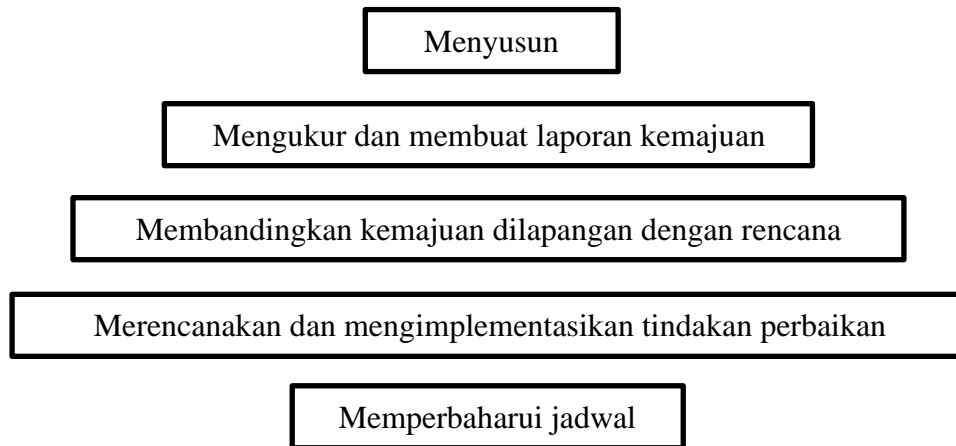 Menyusun
Mengukur dan membuat laporan kemajuan
Membandingkan kemajuan dilapangan dengan rencana
Merencanakan dan mengimplementasikan tindakan perbaikan
Memperbaharui jadwal